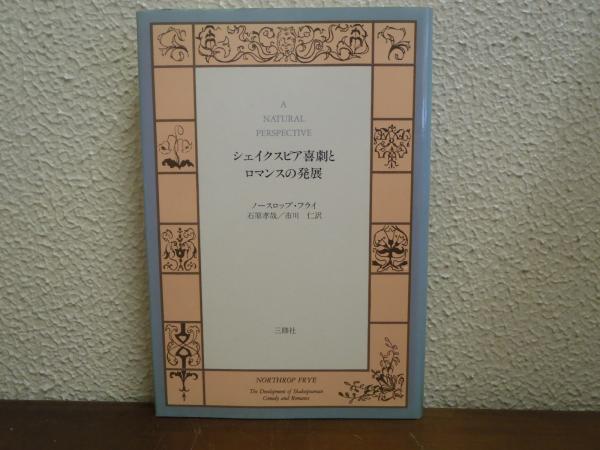 A
NATURAL
PERSPECTIVE
シェイクスピア喜劇と
ロマンスの発展
ノースロップ・フライ
石原孝哉／市川 仁訳
三修社
NORTHROP FRYE
The Development of Shakespearean
Comedy and Romance